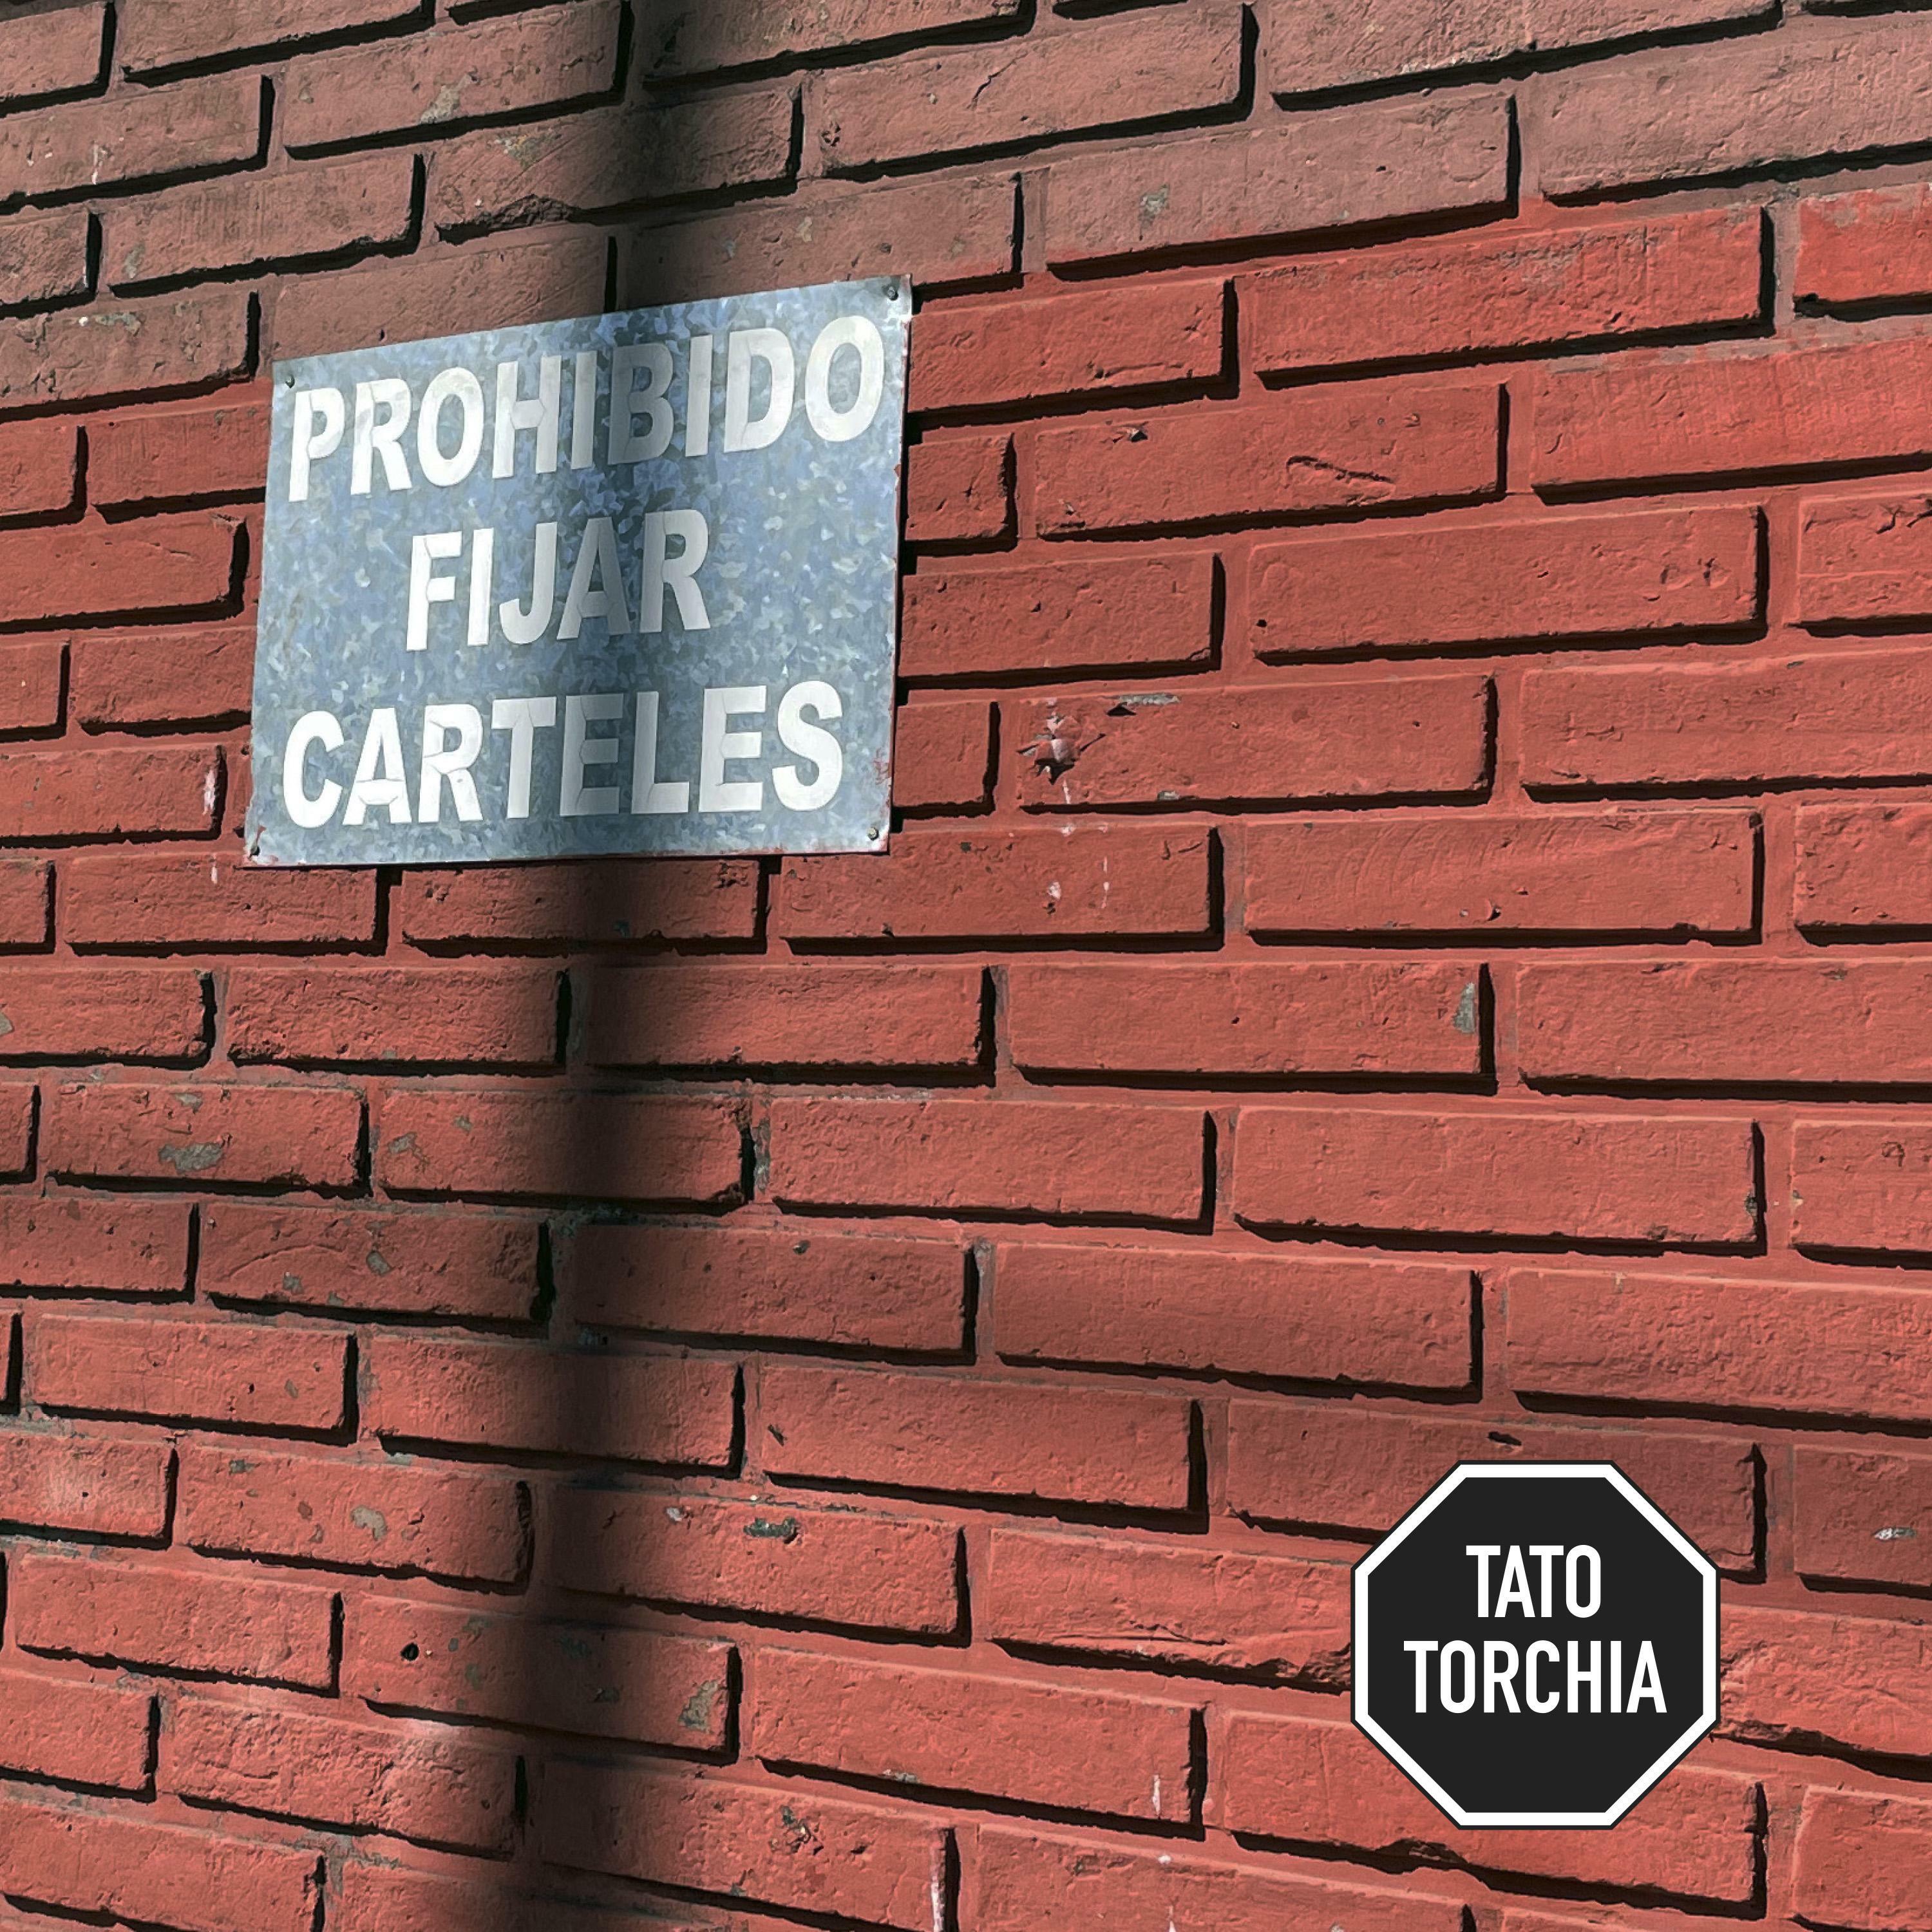 PROHIBIDO
FIJAR
CARTELES
TATO
TORCHIA